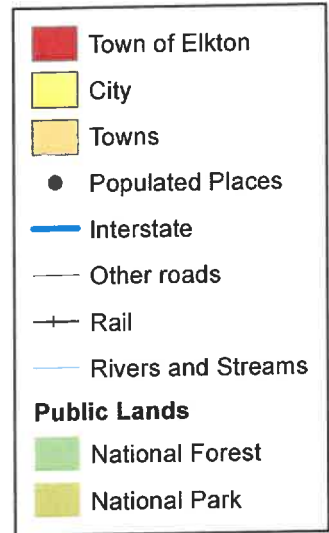 Town of Elkton
City
Towns
Populated Places
Interstate
Other roads
Rail
Rivers and Streams
Public Lands
National Forest
National Park